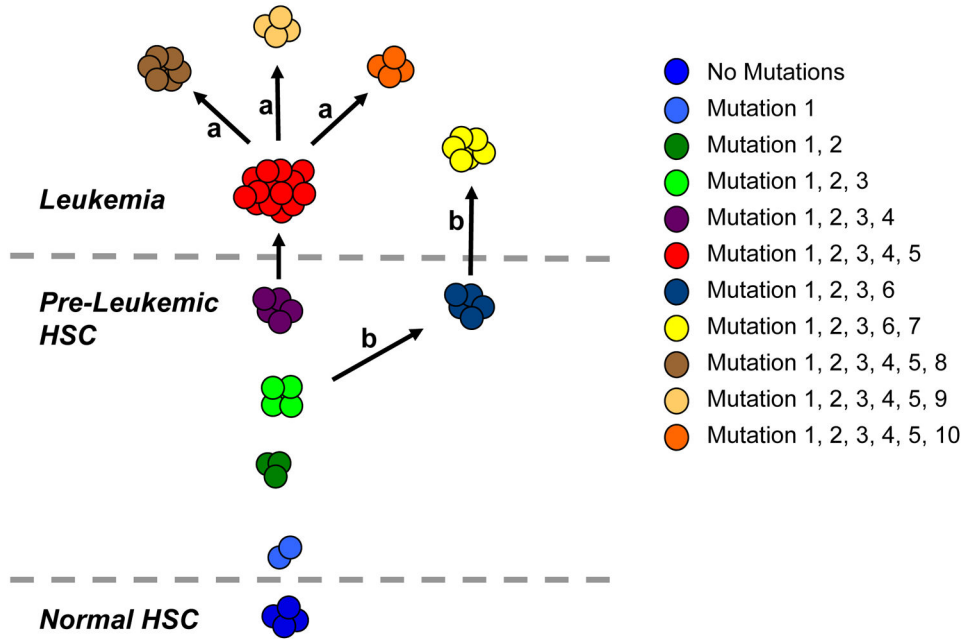 a
a
a
b
Leukemia
b
Pre-Leukemic
HSC
Normal HSC
No Mutations
Mutation 1
Mutation 1, 2
Mutation 1, 2, 3
Mutation 1, 2, 3, 4
Mutation 1, 2, 3, 4, 5
Mutation 1, 2, 3, 6
Mutation 1, 2, 3, 6, 7
Mutation 1, 2, 3, 4, 5, 8
Mutation 1, 2, 3, 4, 5, 9
Mutation 1, 2, 3, 4, 5, 10